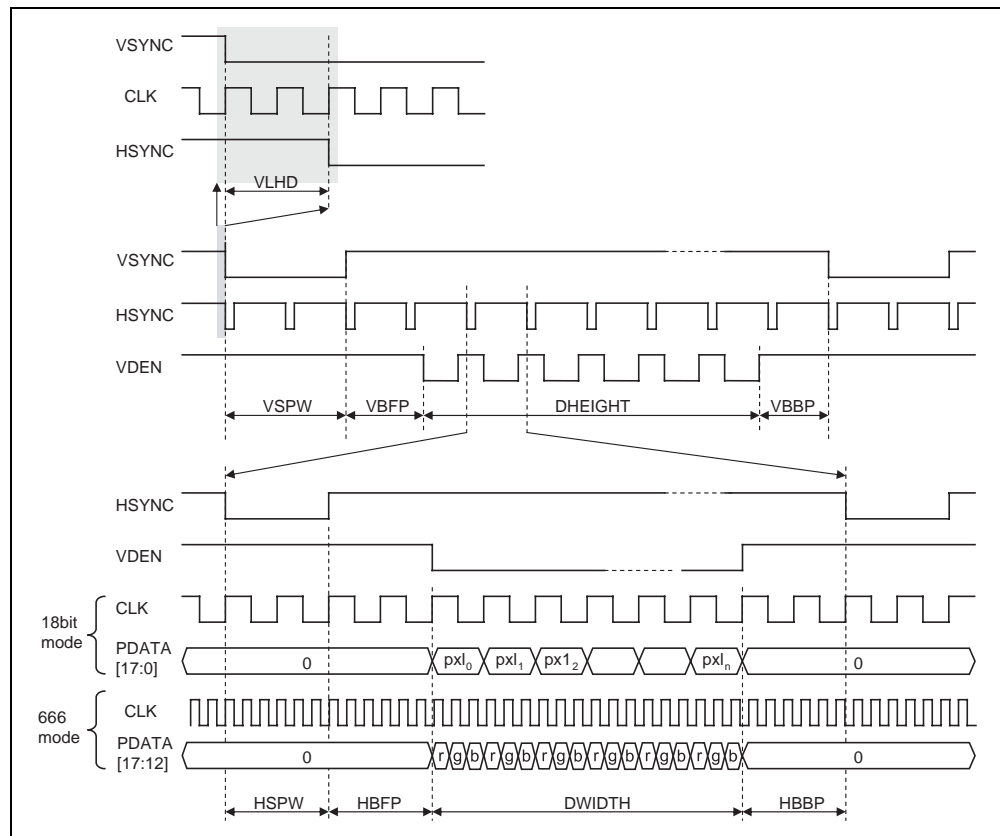 VSYNC
CLK
HSYNC
VLHD
VSYNC
HSYNC
VDEN
VSPW VBFP DHEIGHT VBBP
HSYNC
VDEN
18bit mode
CLK
PDATA [17:0]
0 pxl0 pxl1 px12 pxln 0
666 mode
CLK
PDATA [17:12]
0 r g b r g b r g b r g b r g b r g b 0
HSPW HBFP DWIDTH HBBP